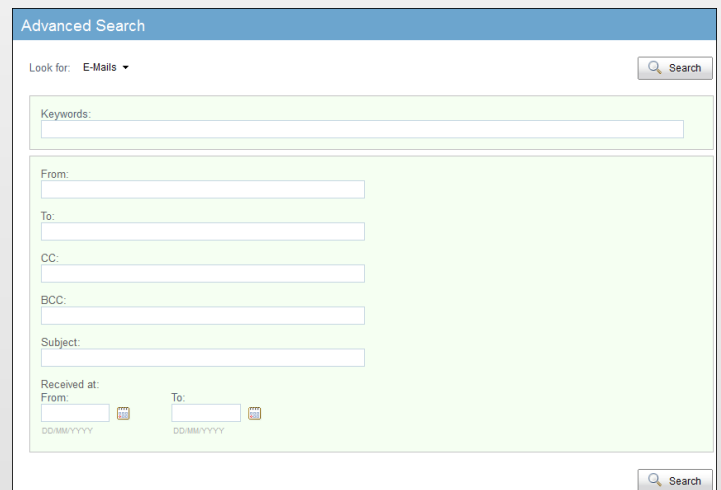 Advanced Search
Look for: E-Mails
Search
Keywords:
From:
To:
CC:
BCC:
Subject:
Received at:
From: To:
DD/MM/YYYY DD/MM/YYYY
Search